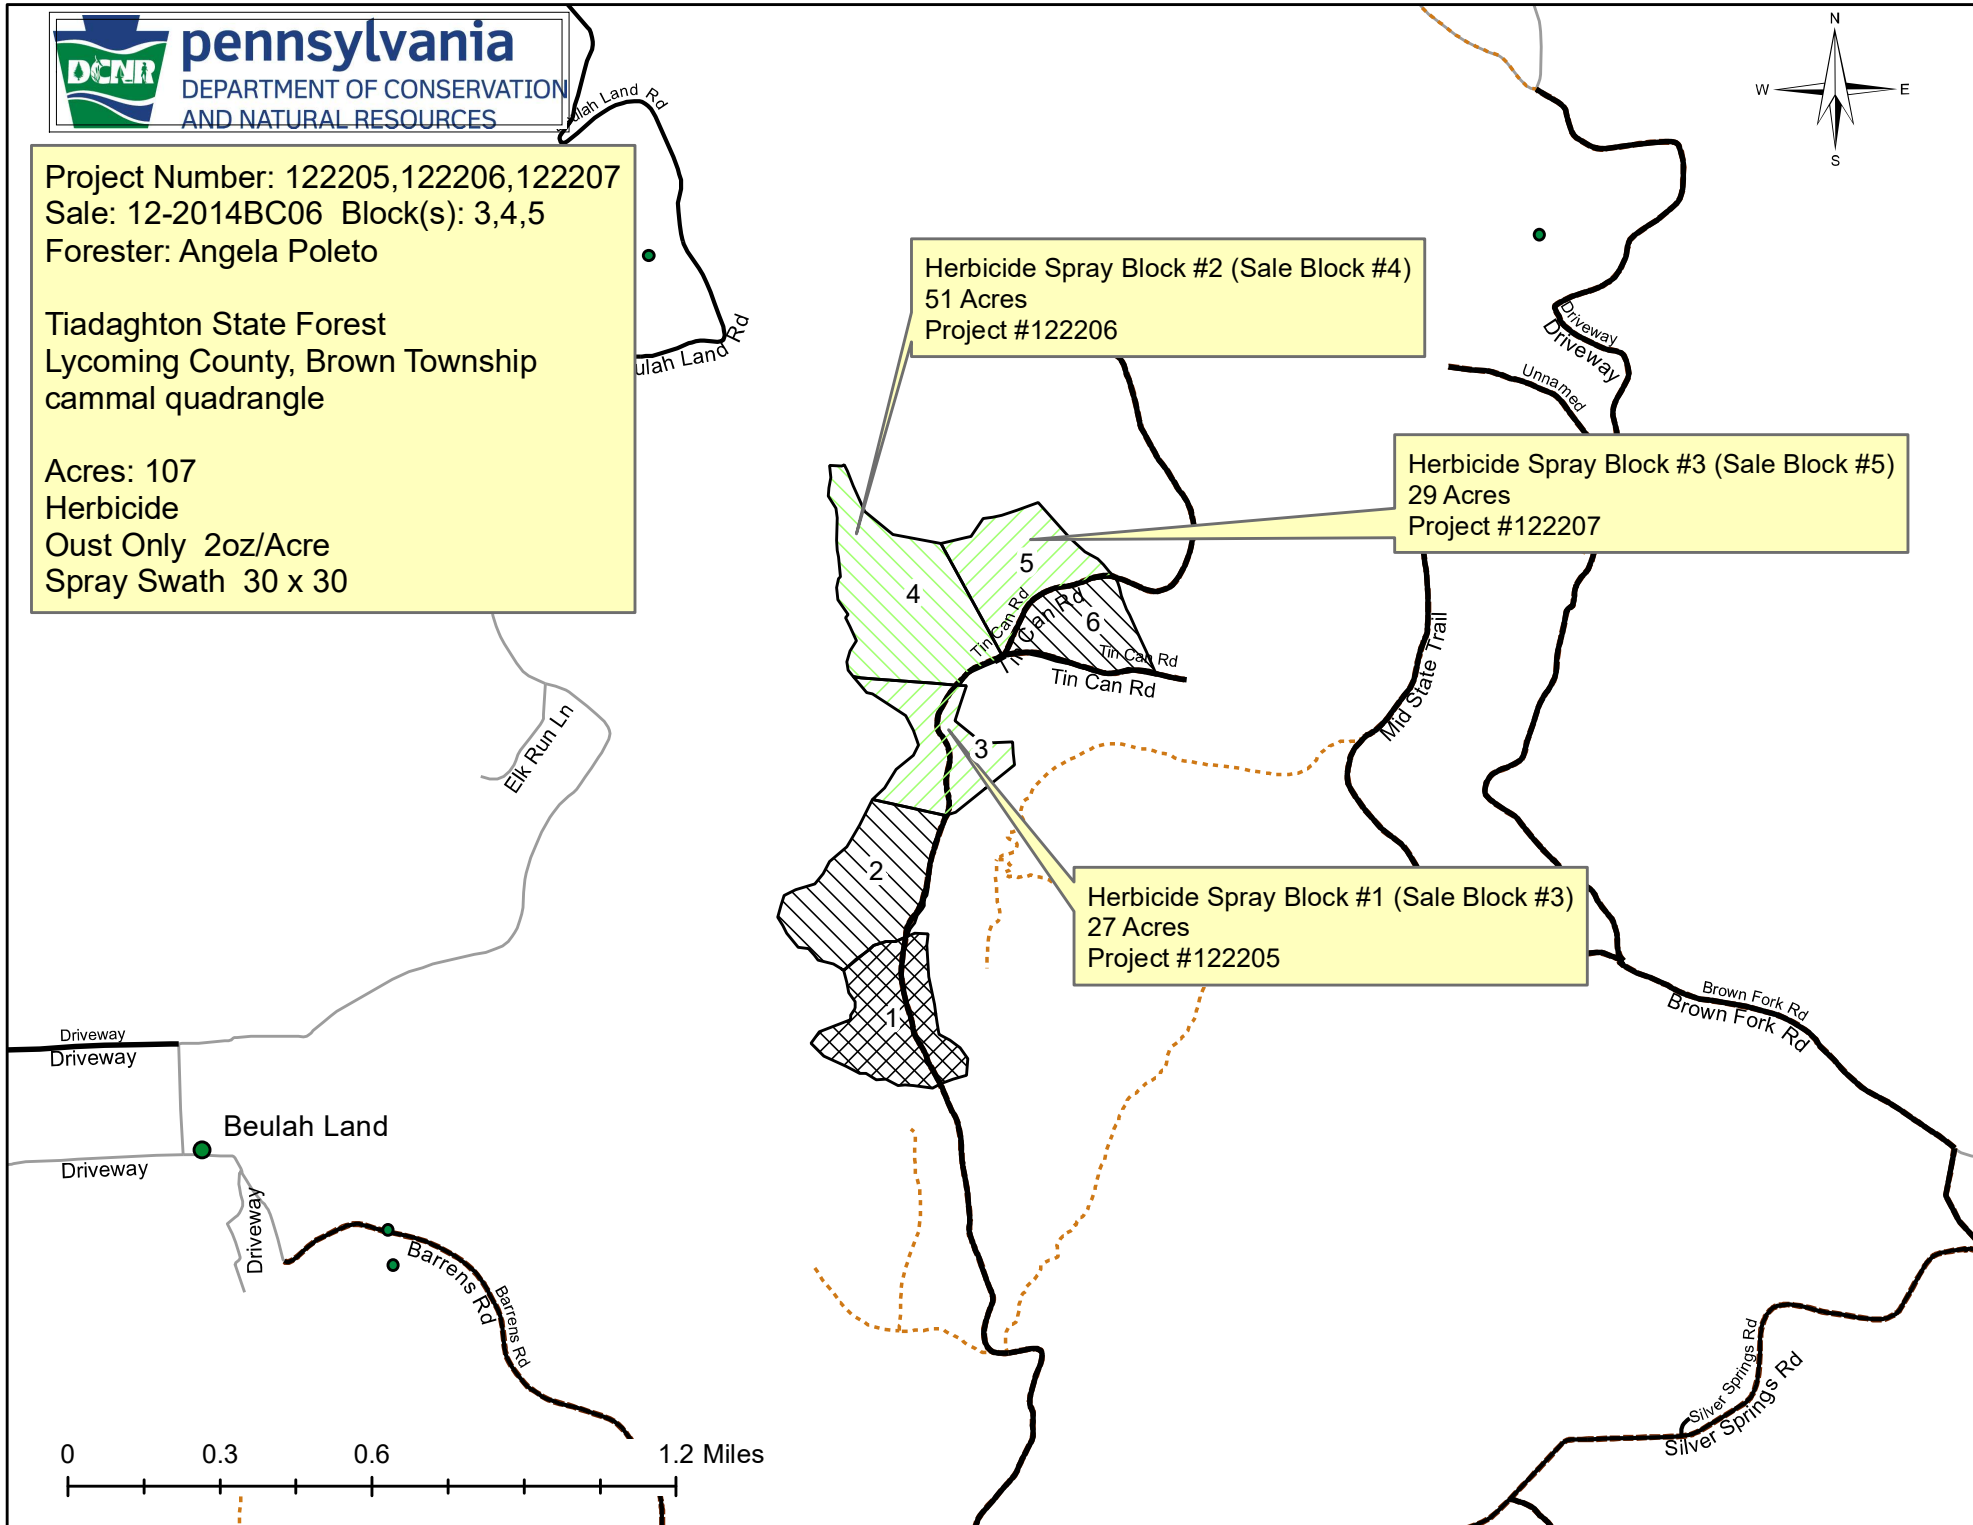 DCNR
pennsylvania
DEPARTMENT OF CONSERVATION
AND NATURAL RESOURCES
Project Number: 122205,122206,122207
Sale: 12-2014BC06  Block(s): 3,4,5
Forester: Angela Poleto
Tiadaghton State Forest
Lycoming County, Brown Township
cammal quadrangle
Acres: 107
Herbicide
Oust Only  2oz/Acre
Spray Swath  30 x 30
Land Rd
Land Rd
N
W
E
S
Herbicide Spray Block #2 (Sale Block #4)
51 Acres
Project #122206
Driveway
Driveway
Unnamed
Herbicide Spray Block #3 (Sale Block #5)
29 Acres
Project #122207
5
4
6
Tin Can Rd
Tin Can Rd
Tin Can Rd
Tin Can Rd
Mid State Trail
Elk Run Ln
3
2
1
Herbicide Spray Block #1 (Sale Block #3)
27 Acres
Project #122205
Brown Fork Rd
Brown Fork Rd
Driveway
Driveway
Beulah Land
Driveway
Driveway
Barrens Rd
Barrens Rd
Silver Springs Rd
Silver Springs Rd
0 0.3 0.6 1.2 Miles